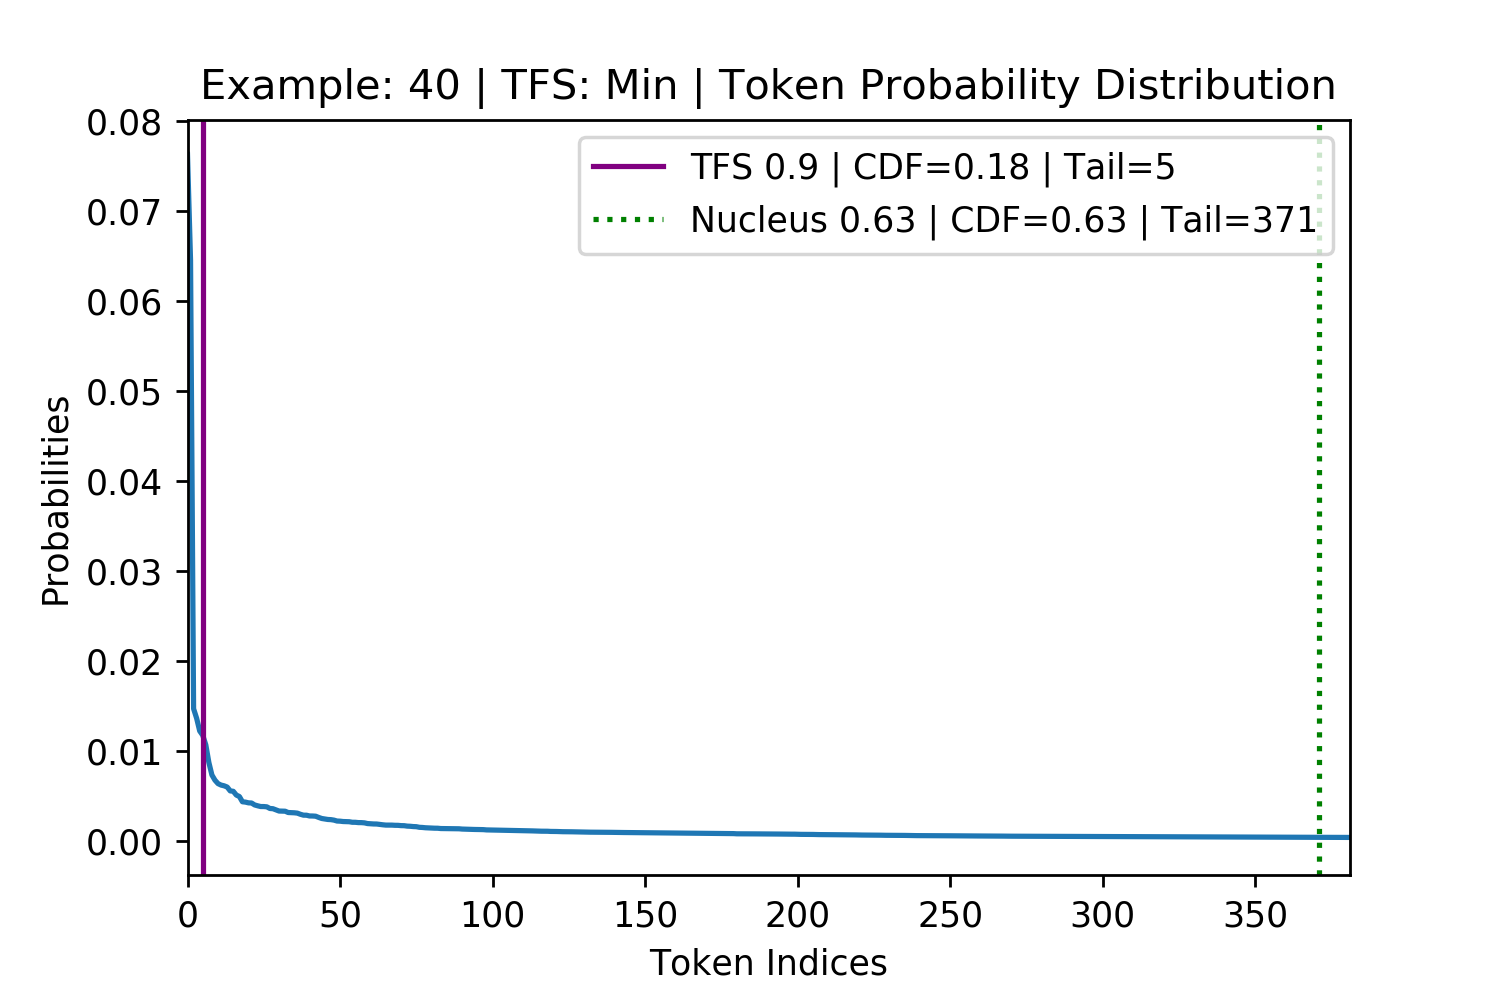 Example: 40 | TFS: Min | Token Probability Distribution
TFS 0.9 | CDF=0.18 | Tail=5
Nucleus 0.63 | CDF=0.63 | Tail=371
Probabilities
0.08
0.07
0.06
0.05
0.04
0.03
0.02
0.01
0.00
0 50 100 150 200 250 300 350
Token Indices